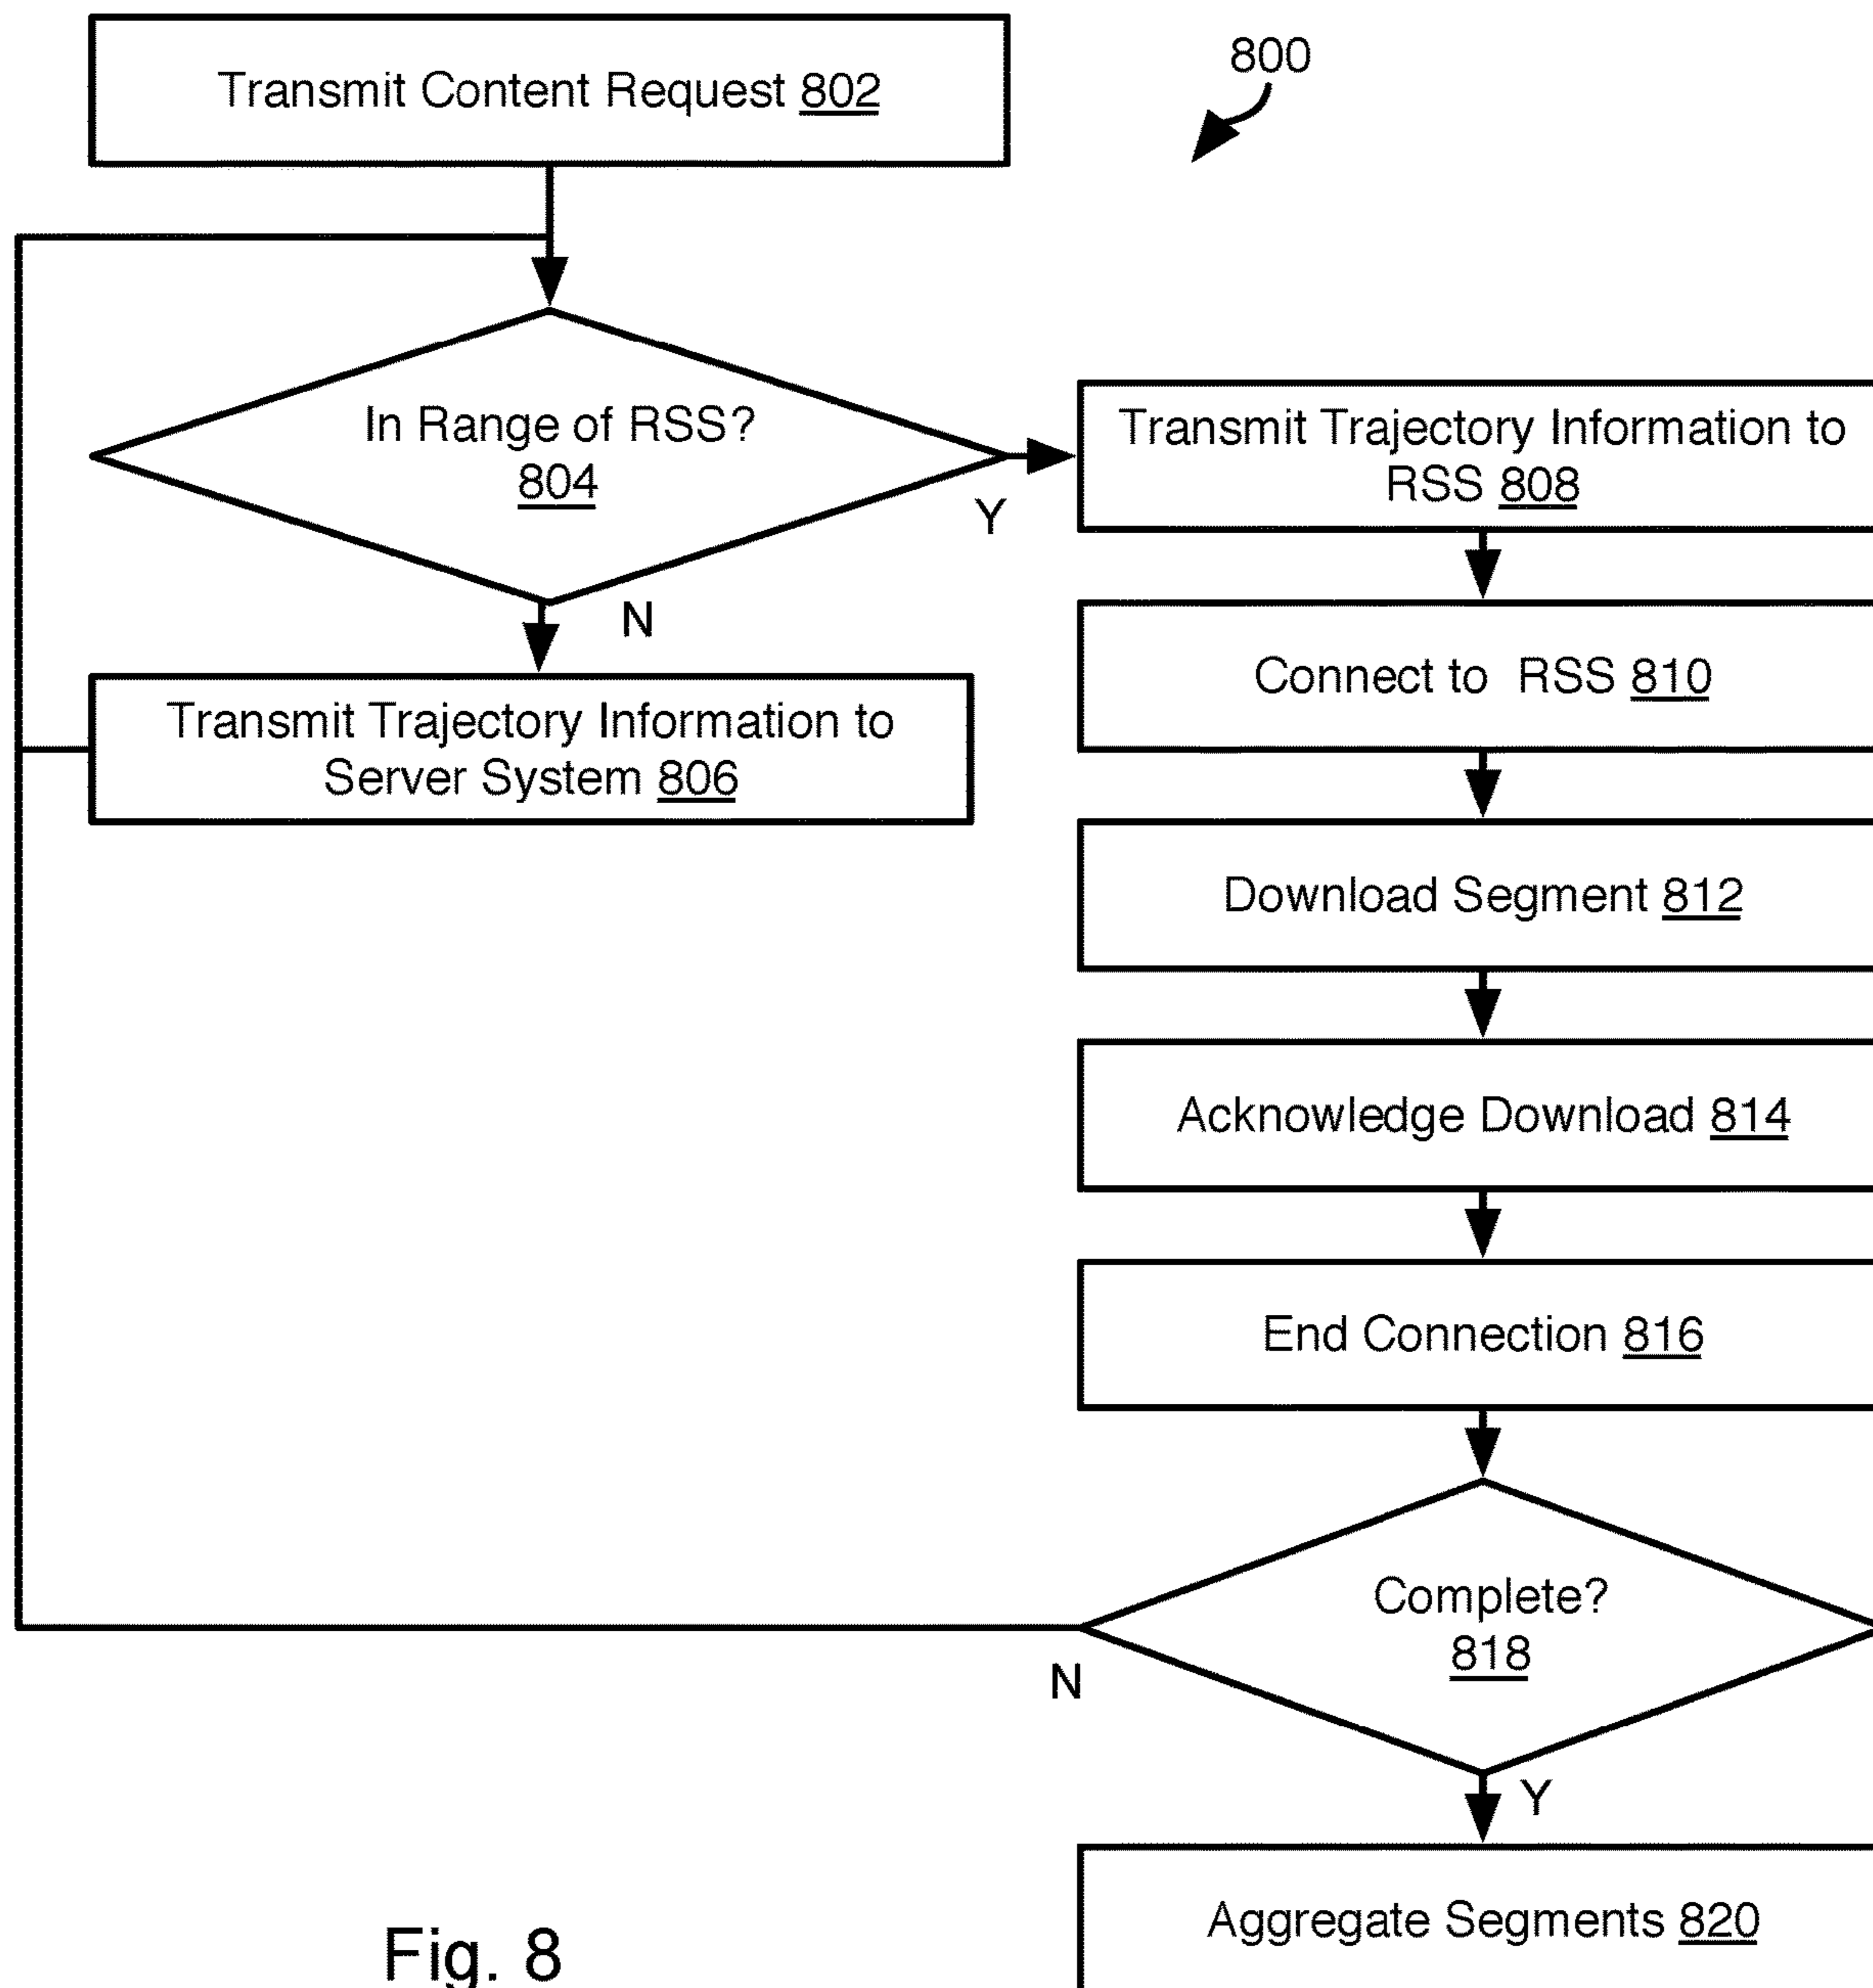 Transmit Content Request 802
800
In Range of RSS?
804
Y
N
Transmit Trajectory Information to
Server System 806
Transmit Trajectory Information to
RSS 808
Connect to  RSS 810
Download Segment 812
Acknowledge Download 814
End Connection 816
Complete?
818
N
Y
Aggregate Segments 820
Fig. 8